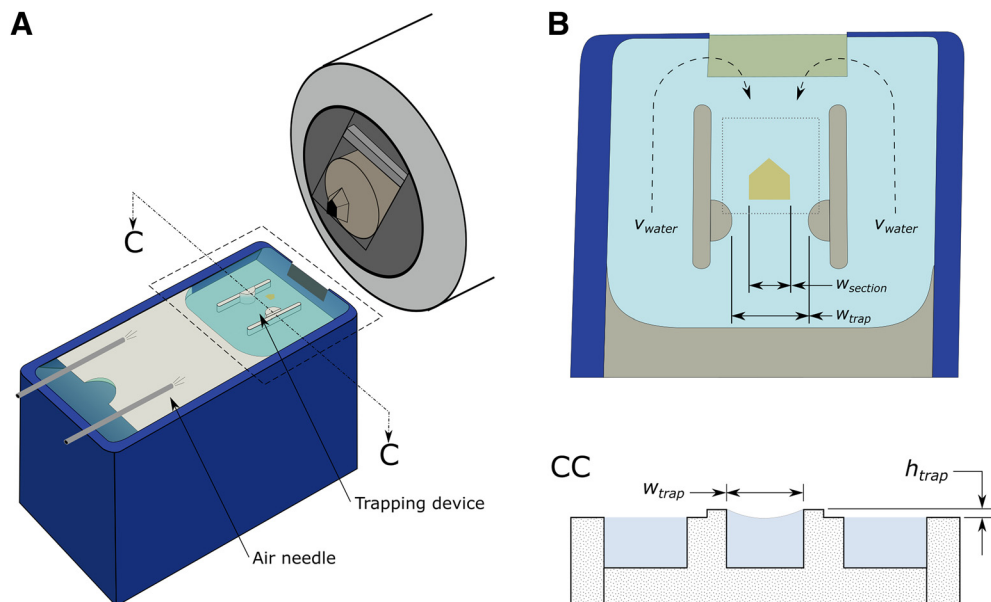 A
B
C
C
Trapping device
Air needle
v_water
v_water
w_section
w_trap
CC
w_trap
h_trap